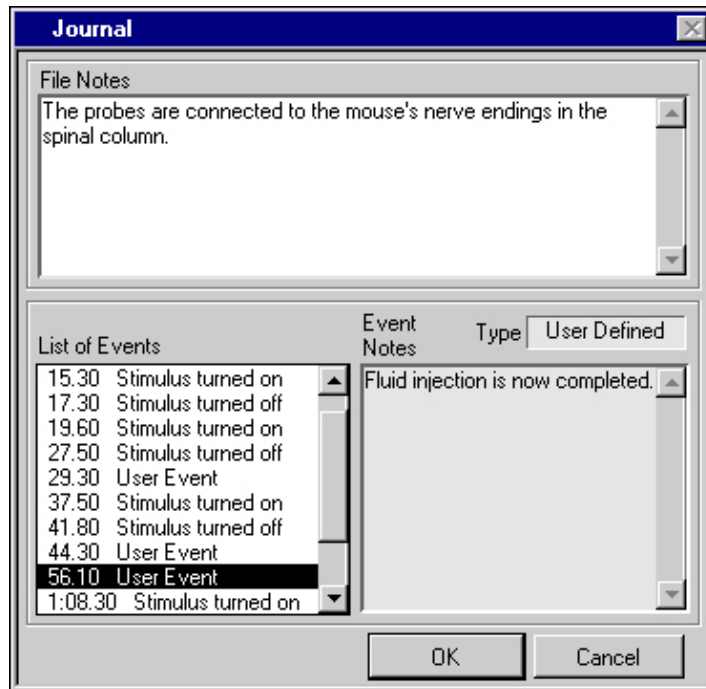 Journal
File Notes
The probes are connected to the mouse's nerve endings in the
spinal column.
List of Events
15.30 Stimulus turned on
17.30 Stimulus turned off
19.60 Stimulus turned on
27.50 Stimulus turned off
29.30 User Event
37.50 Stimulus turned on
41.80 Stimulus turned off
44.30 User Event
56.10 User Event
1:08.30 Stimulus turned on
Event
Notes
Type User Defined
Fluid injection is now completed.
OK Cancel